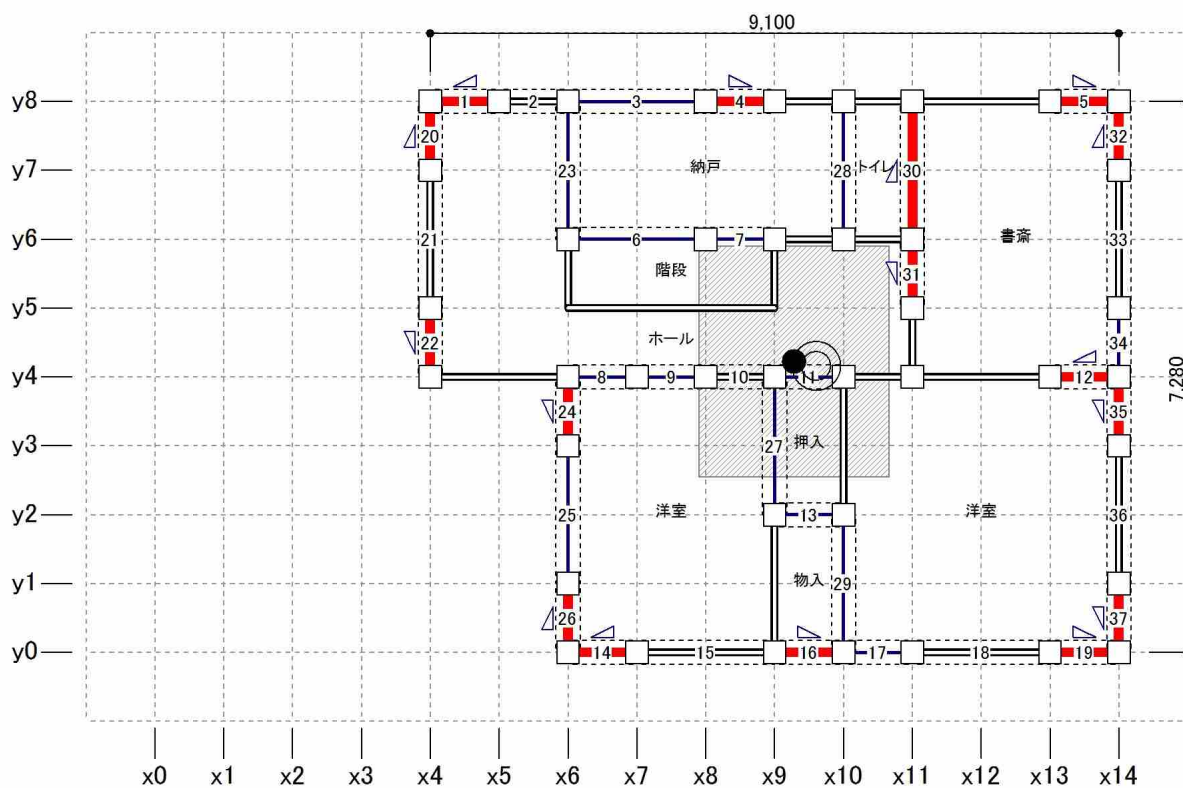 9,100
y8 1 2 3 4 5
20 32
y7 23 納戸 28 トイレ 30
y6 21 6 7 書斎 33
階段 31
y5
22 ホール 34
y4 8 9 10 11 12 7,280
24 35
y3 27 押入
25
y2 洋室 13 洋室 36
y1 物入 29
26 37
y0 14 15 16 17 18 19
x0 x1 x2 x3 x4 x5 x6 x7 x8 x9 x10 x11 x12 x13 x14